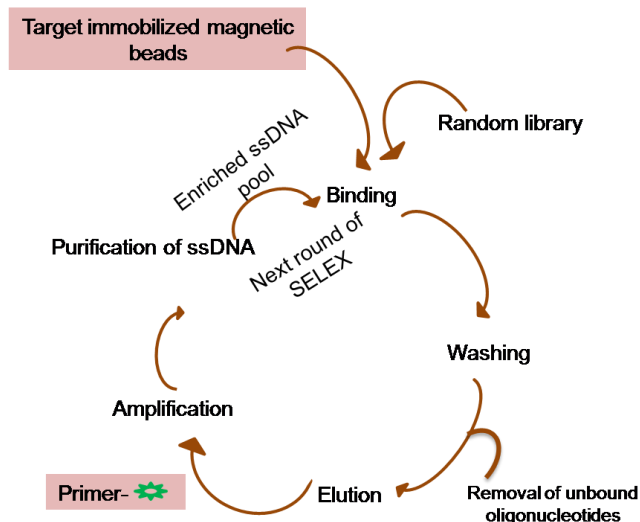 Target immobilized magnetic
beads
Random library
Enriched ssDNA
pool
Binding
Purification of ssDNA
Next round of
SELEX
Washing
Amplification
Primer-
Elution
Removal of unbound
oligonucleotides